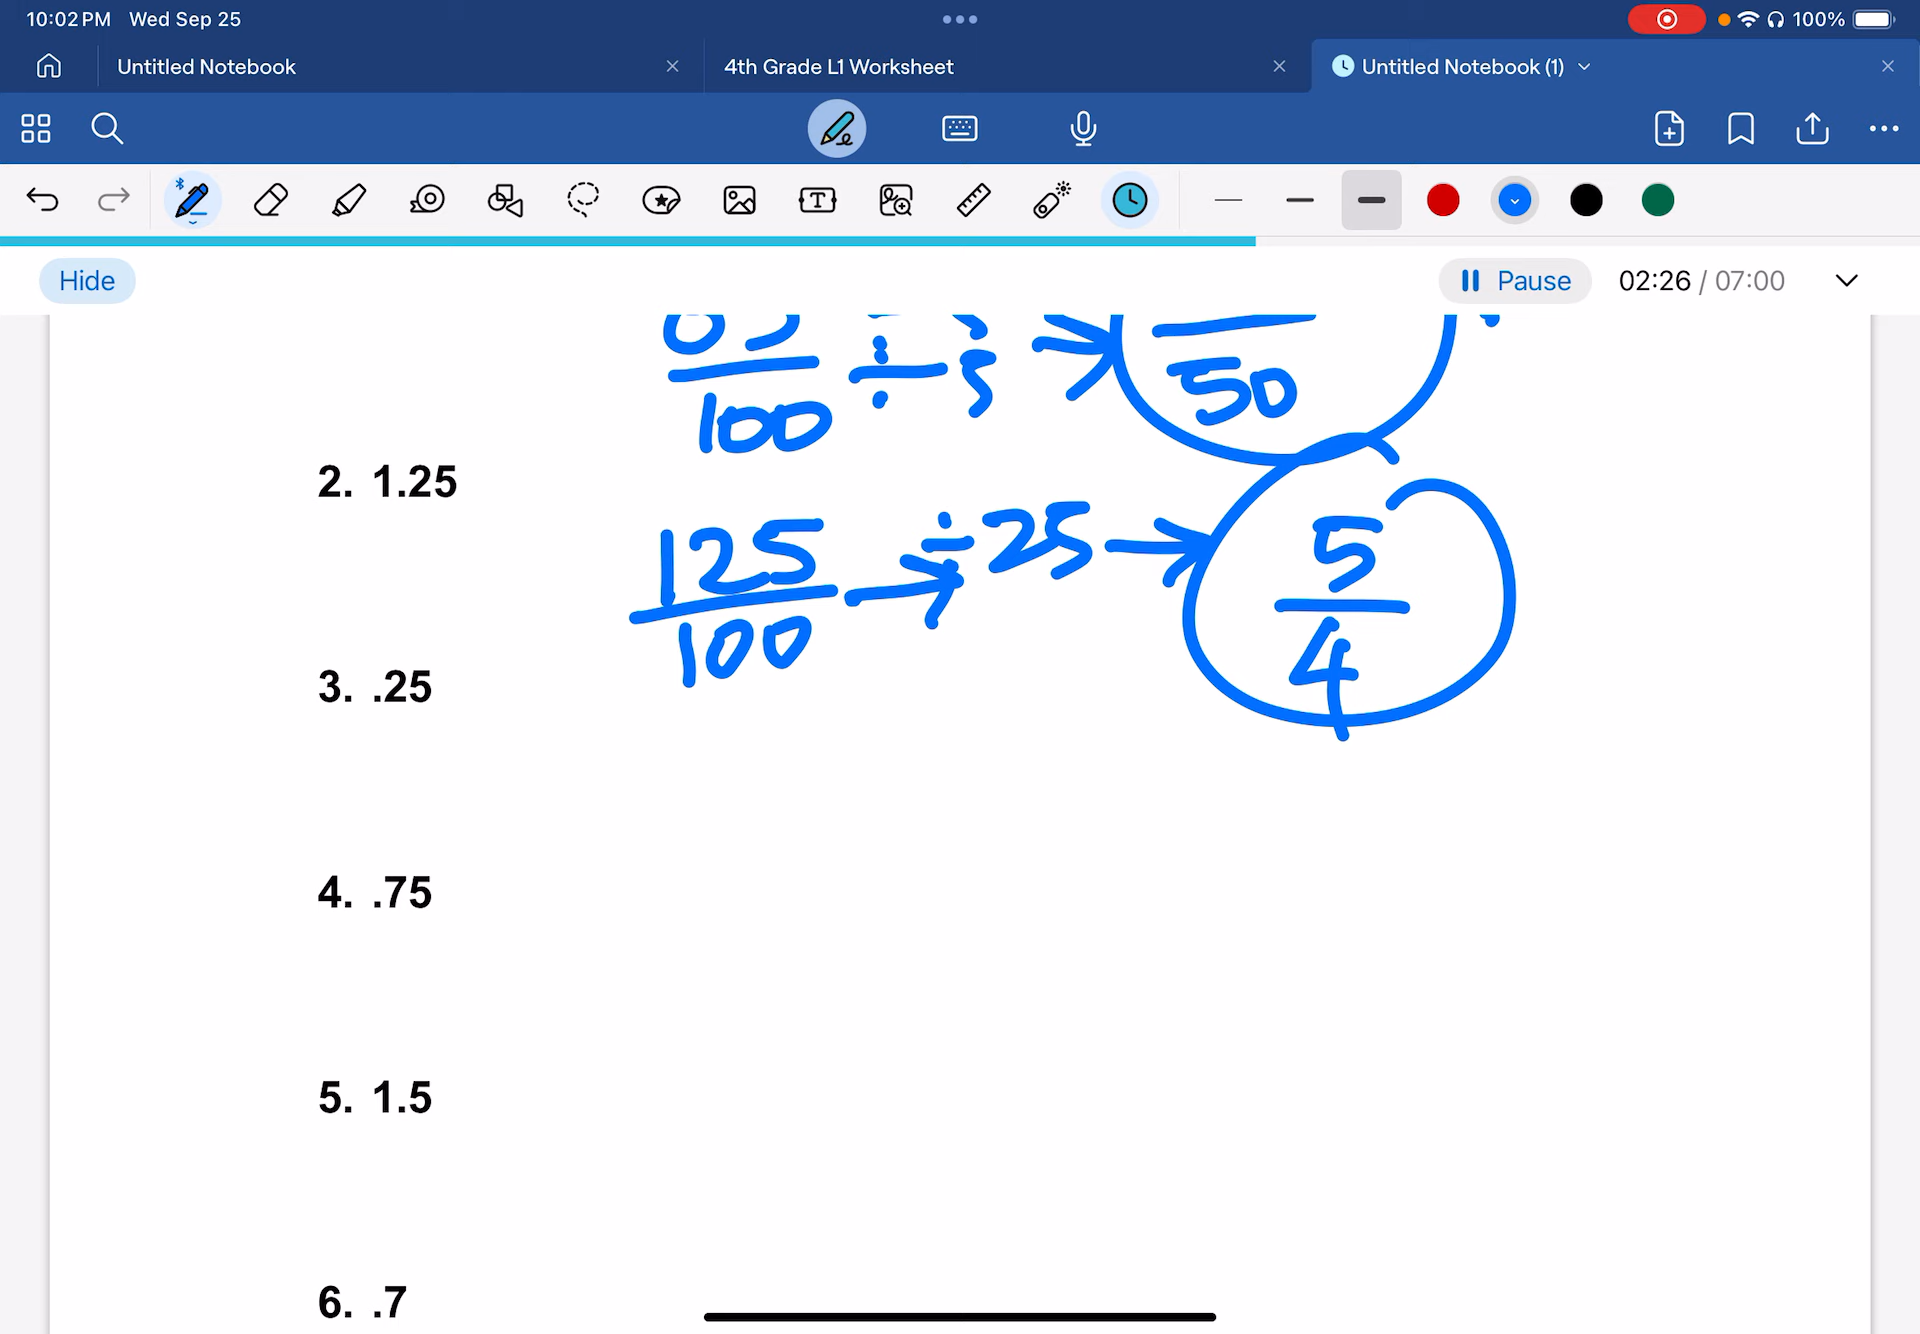 10:02 PM Wed Sep 25
100%
Untitled Notebook
4th Grade L1 Worksheet
Untitled Notebook (1)
Hide
Pause
02:26 / 07:00
100 ÷ 5 → 50
2. 1.25
125/100 → ÷25 → 5/4
3. .25
4. .75
5. 1.5
6. .7